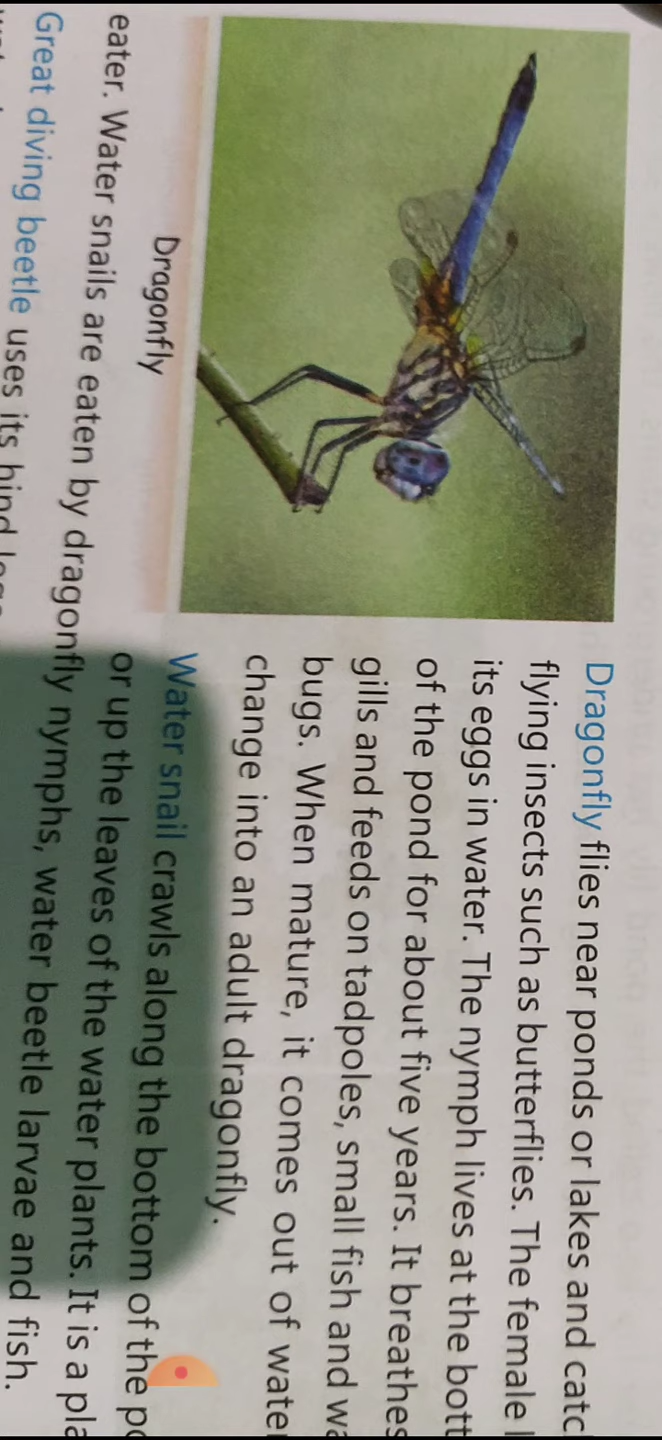 Dragonfly flies near ponds or lakes and catc
flying insects such as butterflies. The female l
its eggs in water. The nymph lives at the bott
of the pond for about five years. It breathes
gills and feeds on tadpoles, small fish and wa
bugs. When mature, it comes out of water
change into an adult dragonfly.
Dragonfly
Water snail crawls along the bottom of the po
or up the leaves of the water plants. It is a pla
eater. Water snails are eaten by dragonfly nymphs, water beetle larvae and fish.
Great diving beetle uses its hind legs